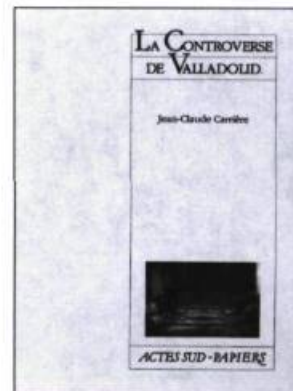 LA CONTROVERSE
DE VALLADOLID
Jean-Claude Carrière
ACTES SUD - PAPIERS